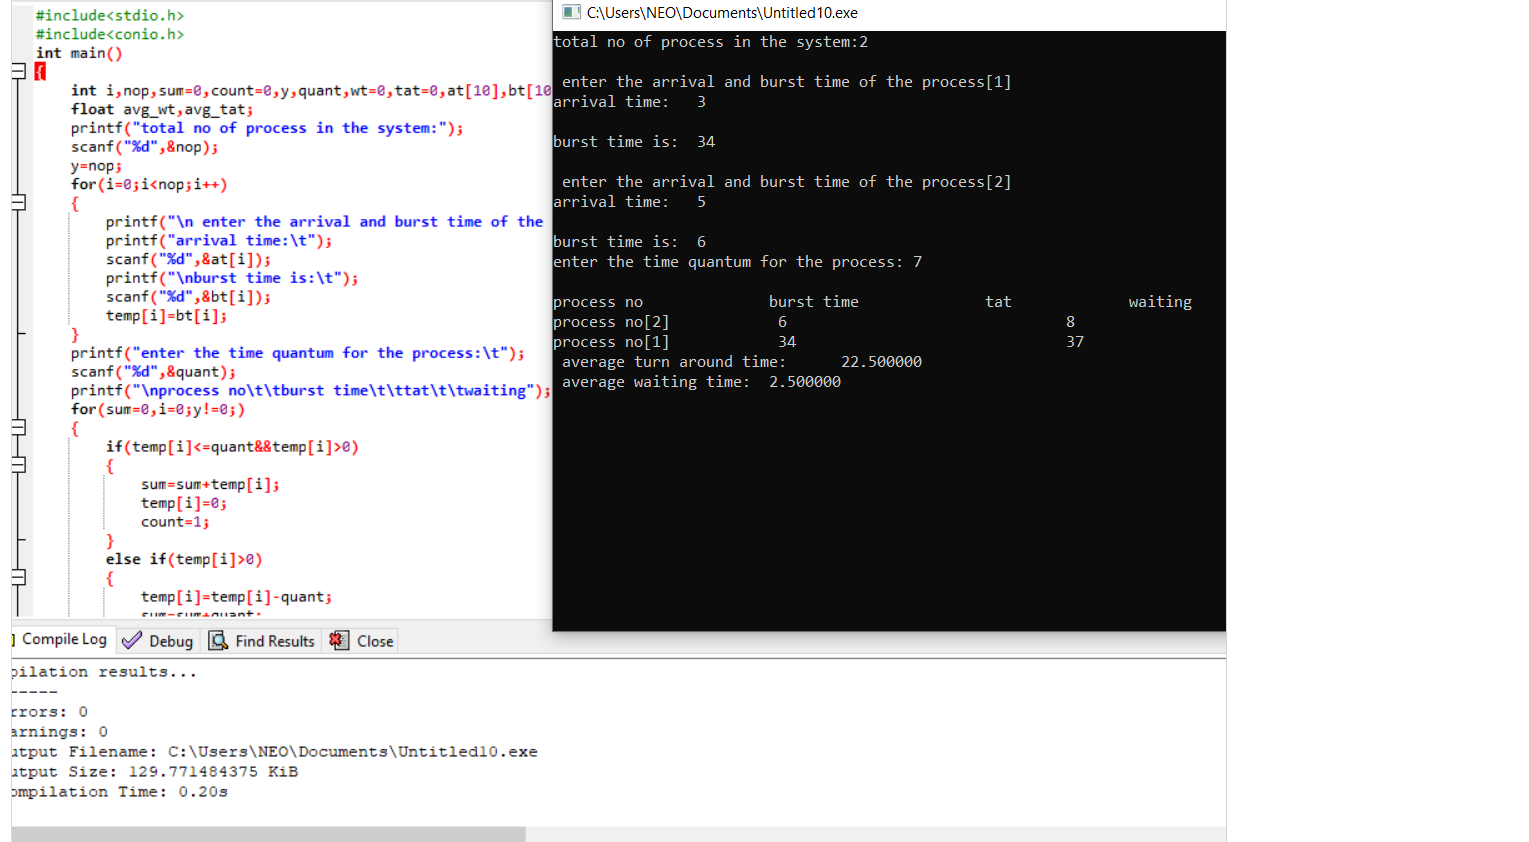 #include<stdio.h>
#include<conio.h>
int main()
{
int i,nop,sum=0,count=0,y,quant,wt=0,tat=0,at[10],bt[10
float avg_wt,avg_tat;
printf("total no of process in the system:");
scanf("%d",&nop);
y=nop;
for(i=0;i<nop;i++)
{
printf("\n enter the arrival and burst time of the
printf("arrival time:\t");
scanf("%d",&at[i]);
printf("\nburst time is:\t");
scanf("%d",&bt[i]);
temp[i]=bt[i];
}
printf("enter the time quantum for the process:\t");
scanf("%d",&quant);
printf("\nprocess no\t\tburst time\t\ttat\t\twaiting");
for(sum=0,i=0;y!=0;)
{
if(temp[i]<=quant&&temp[i]>0)
{
sum=sum+temp[i];
temp[i]=0;
count=1;
}
else if(temp[i]>0)
{
temp[i]=temp[i]-quant;
sum=sum+quant;
C:\Users\NEO\Documents\Untitled10.exe
total no of process in the system:2
enter the arrival and burst time of the process[1]
arrival time: 3
burst time is: 34
enter the arrival and burst time of the process[2]
arrival time: 5
burst time is: 6
enter the time quantum for the process: 7
process no burst time tat waiting
process no[2] 6 8
process no[1] 34 37
average turn around time: 22.500000
average waiting time: 2.500000
Compile Log Debug Find Results Close
pilation results...
-----
rrors: 0
arnings: 0
utput Filename: C:\Users\NEO\Documents\Untitled10.exe
utput Size: 129.771484375 KiB
ompilation Time: 0.20s